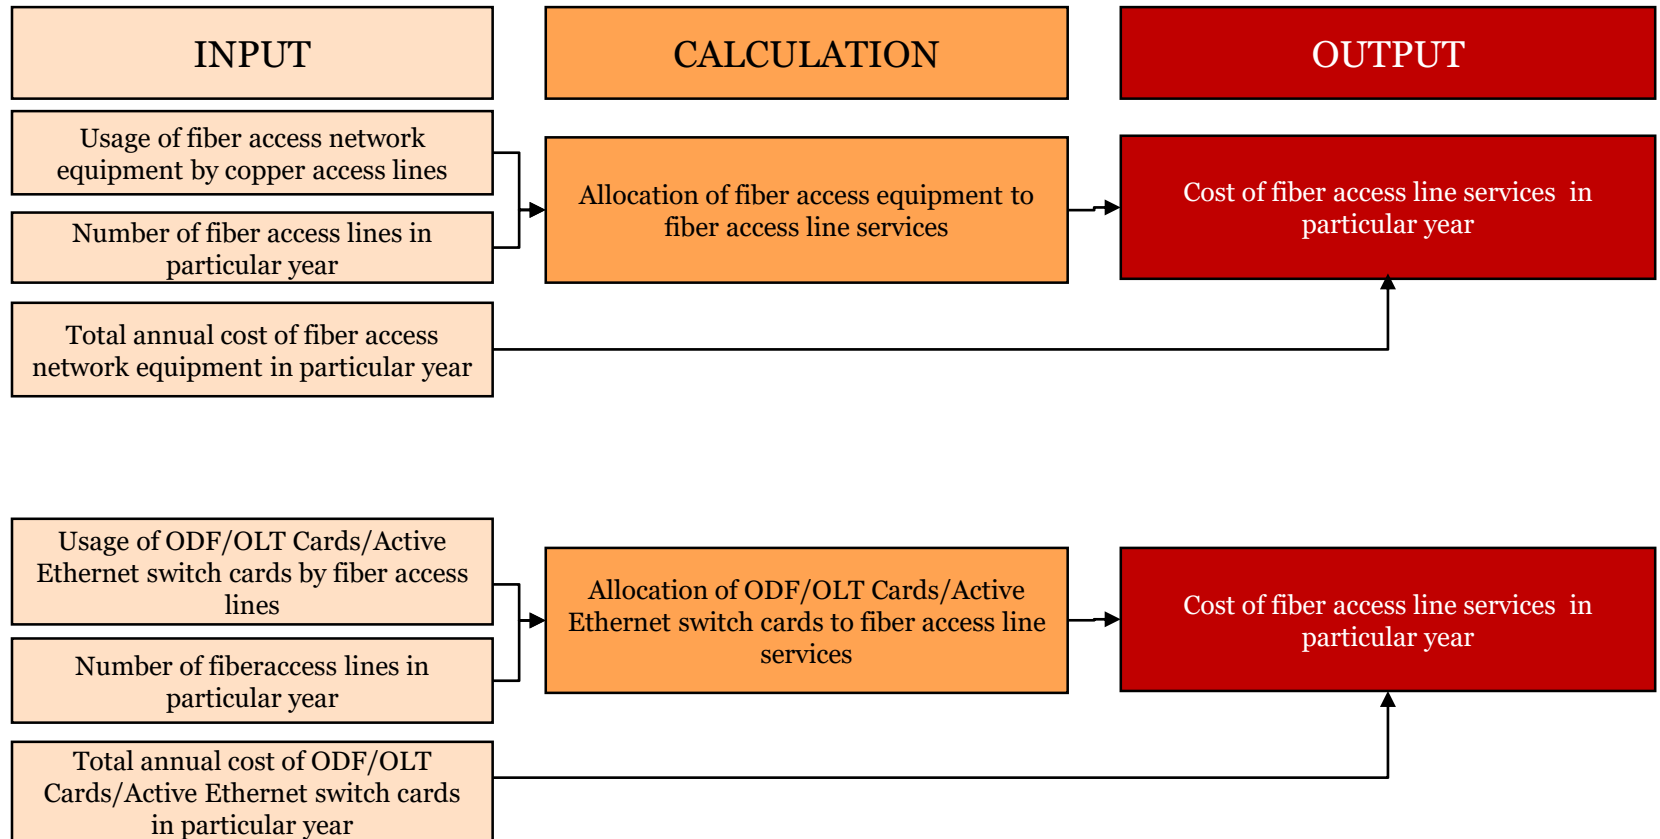 INPUT
CALCULATION
OUTPUT
Usage of fiber access network
equipment by copper access lines
Number of fiber access lines in
particular year
Allocation of fiber access equipment to
fiber access line services
Cost of fiber access line services in
particular year
Total annual cost of fiber access
network equipment in particular year
Usage of ODF/OLT Cards/Active
Ethernet switch cards by fiber access
lines
Number of fiberaccess lines in
particular year
Allocation of ODF/OLT Cards/Active
Ethernet switch cards to fiber access line
services
Cost of fiber access line services in
particular year
Total annual cost of ODF/OLT
Cards/Active Ethernet switch cards
in particular year